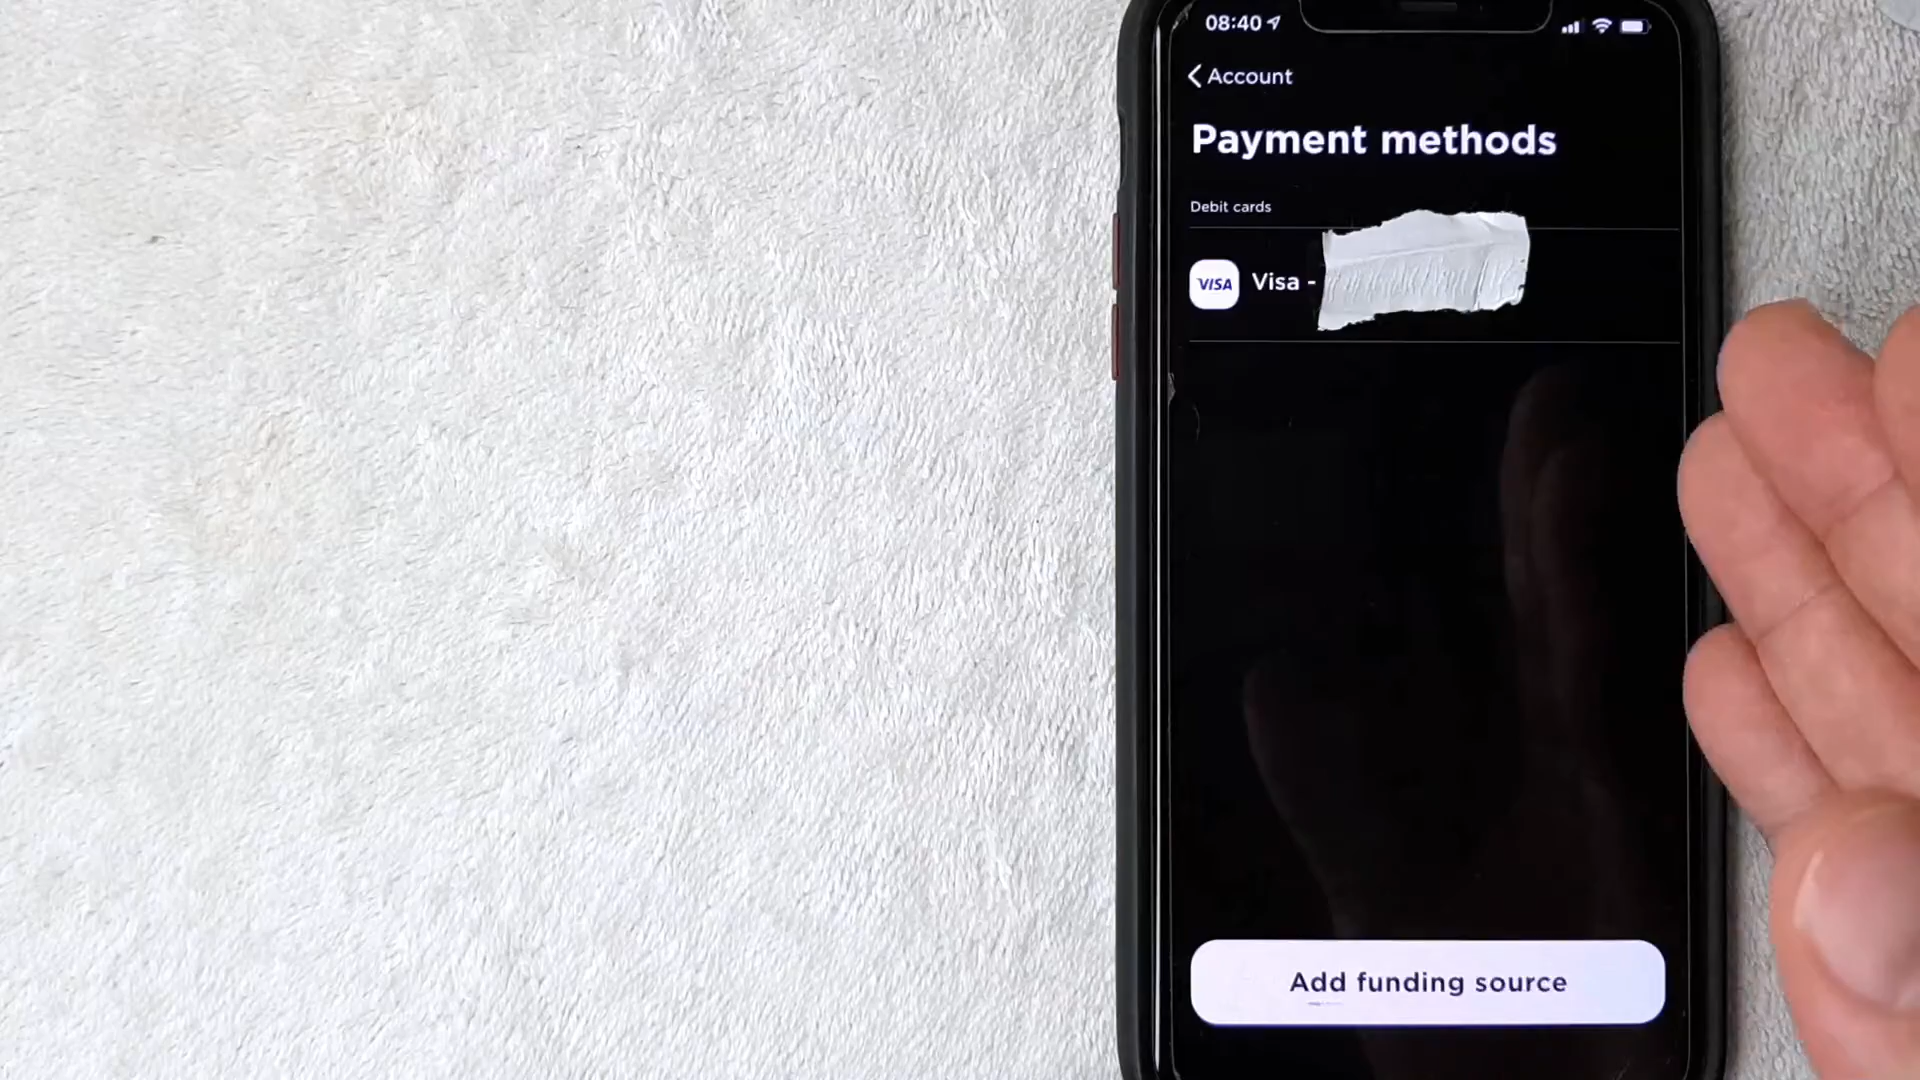 08:40
Account
Payment methods
Debit cards
VISA Visa -
Add funding source